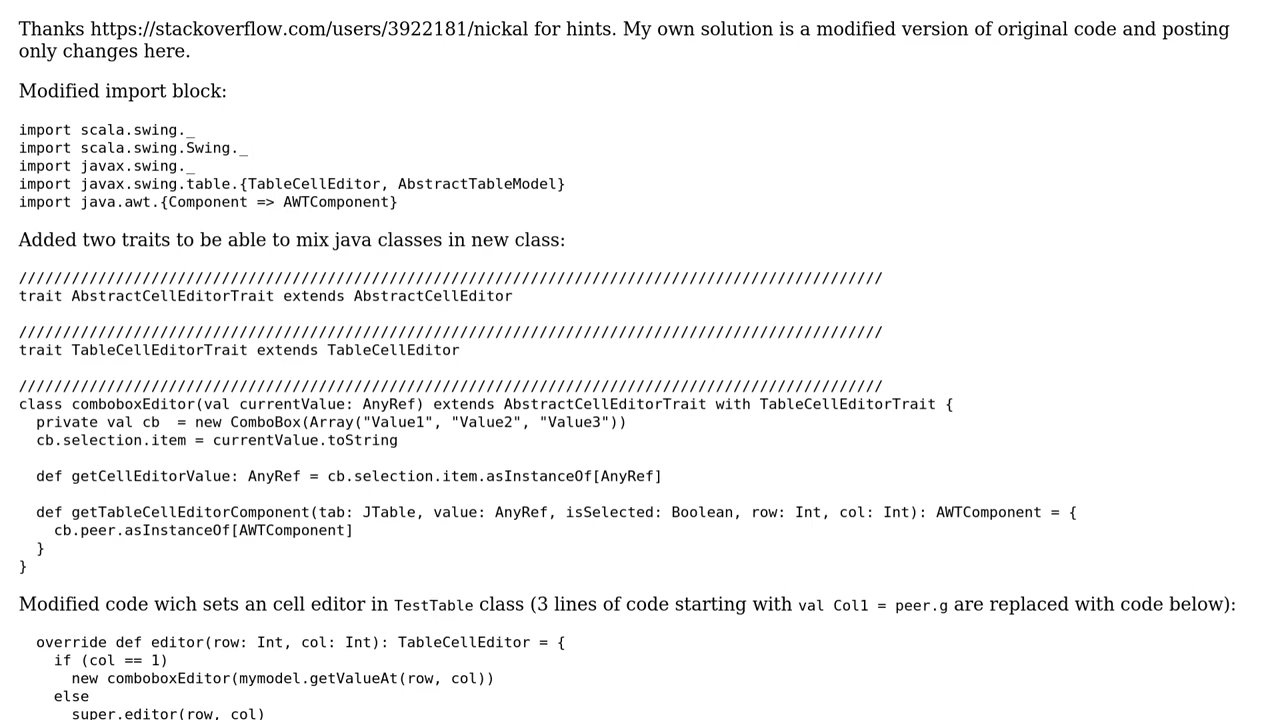 Thanks https://stackoverflow.com/users/3922181/nickal for hints. My own solution is a modified version of original code and posting
only changes here.
Modified import block:
import scala.swing._
import scala.swing.Swing._
import javax.swing._
import javax.swing.table.{TableCellEditor, AbstractTableModel}
import java.awt.{Component => AWTComponent}
Added two traits to be able to mix java classes in new class:
//////////////////////////////////////////////////////////////////////////////////////////////////
trait AbstractCellEditorTrait extends AbstractCellEditor
//////////////////////////////////////////////////////////////////////////////////////////////////
trait TableCellEditorTrait extends TableCellEditor
//////////////////////////////////////////////////////////////////////////////////////////////////
class comboboxEditor(val currentValue: AnyRef) extends AbstractCellEditorTrait with TableCellEditorTrait {
  private val cb  = new ComboBox(Array("Value1", "Value2", "Value3"))
  cb.selection.item = currentValue.toString
  def getCellEditorValue: AnyRef = cb.selection.item.asInstanceOf[AnyRef]
  def getTableCellEditorComponent(tab: JTable, value: AnyRef, isSelected: Boolean, row: Int, col: Int): AWTComponent = {
    cb.peer.asInstanceOf[AWTComponent]
  }
}
Modified code wich sets an cell editor in TestTable class (3 lines of code starting with val Col1 = peer.g are replaced with code below):
  override def editor(row: Int, col: Int): TableCellEditor = {
    if (col == 1)
      new comboboxEditor(mymodel.getValueAt(row, col))
    else
      super.editor(row, col)